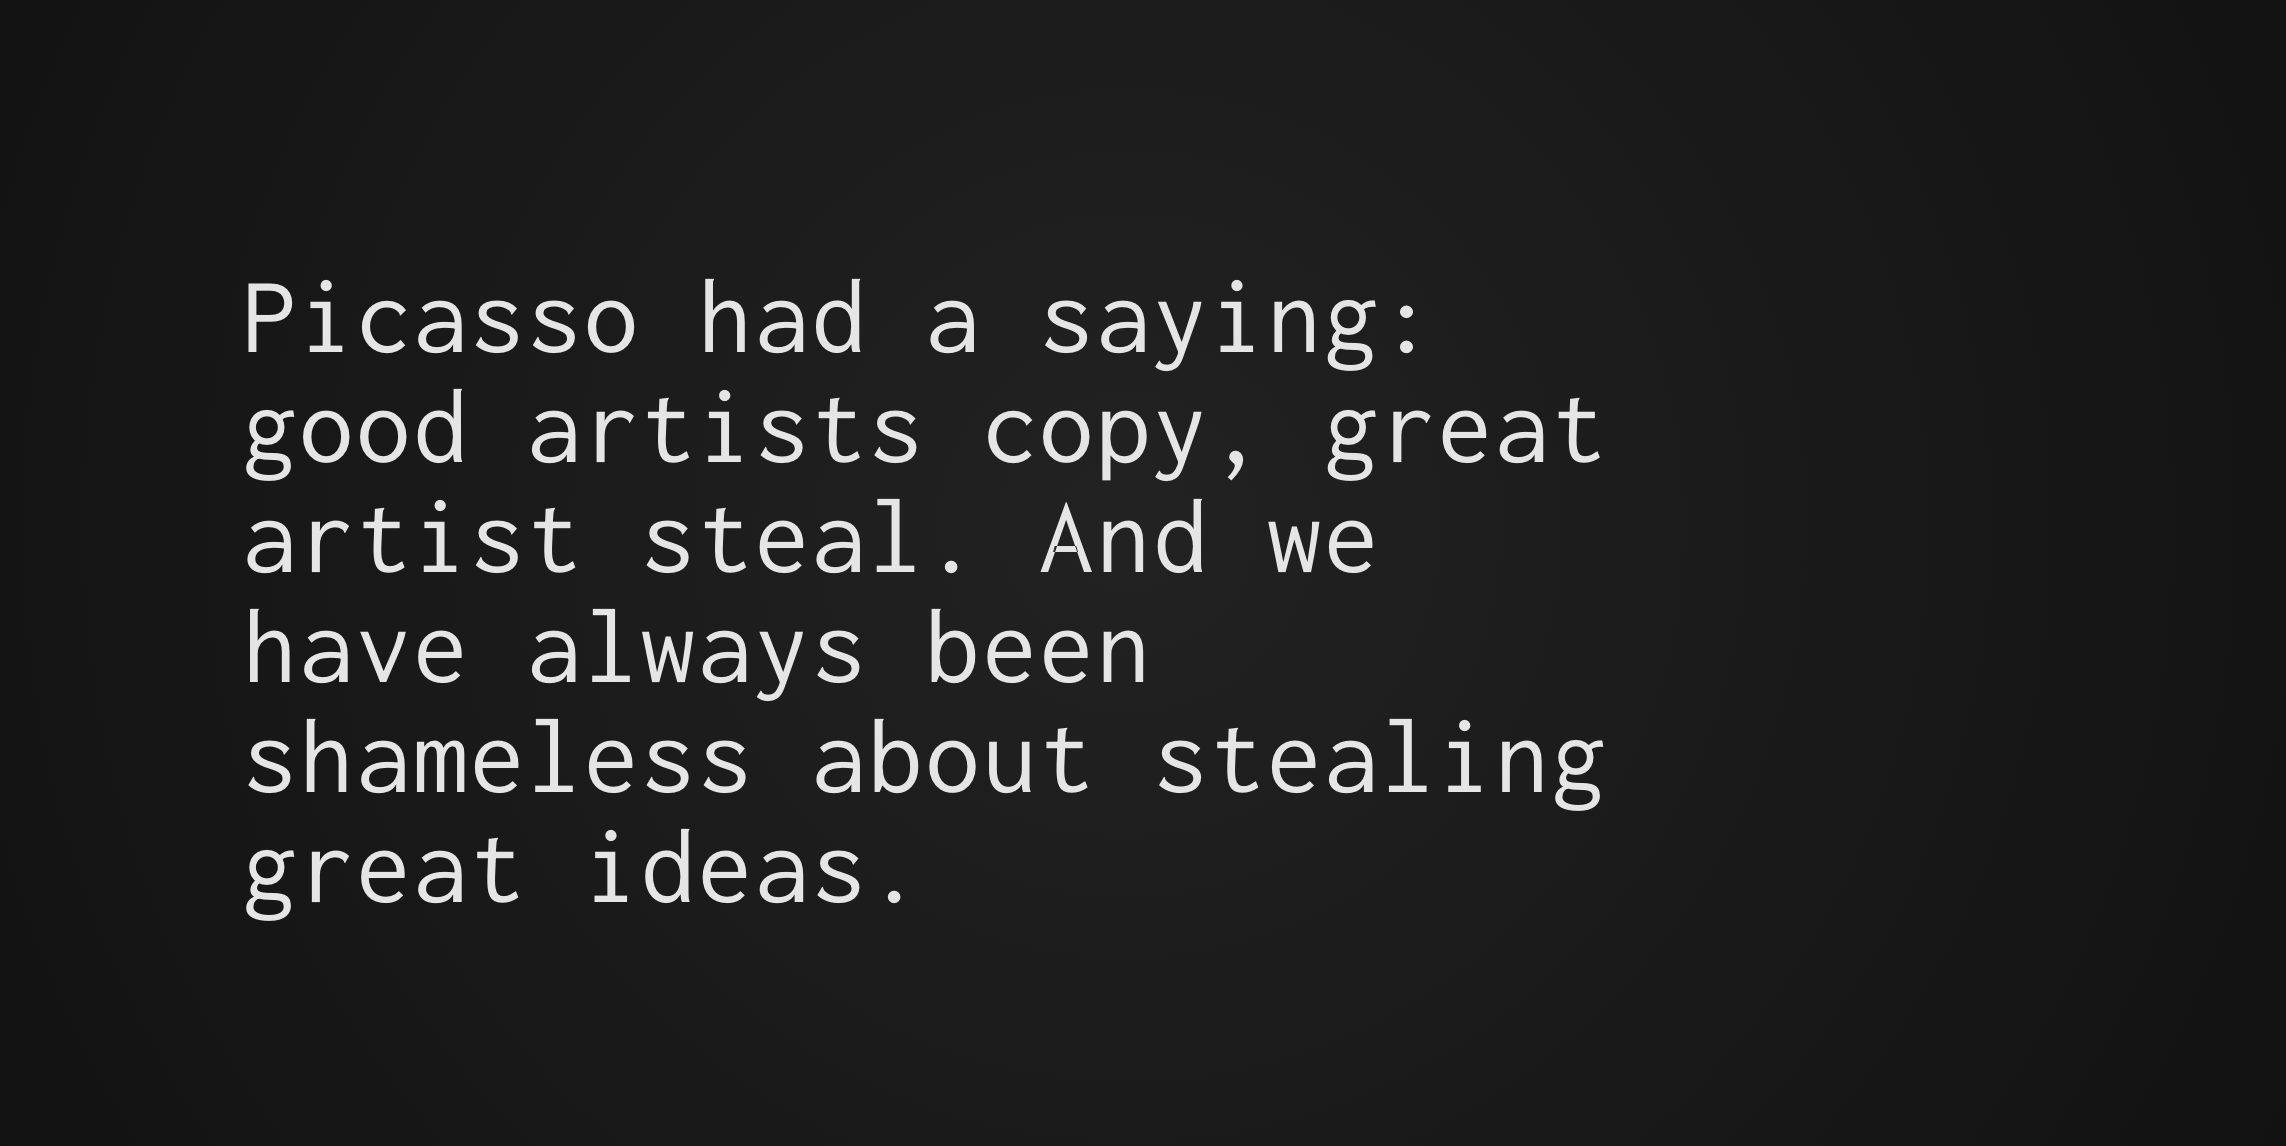 Picasso had a saying:
good artists copy, great
artist steal. And we
have always been
shameless about stealing
great ideas.